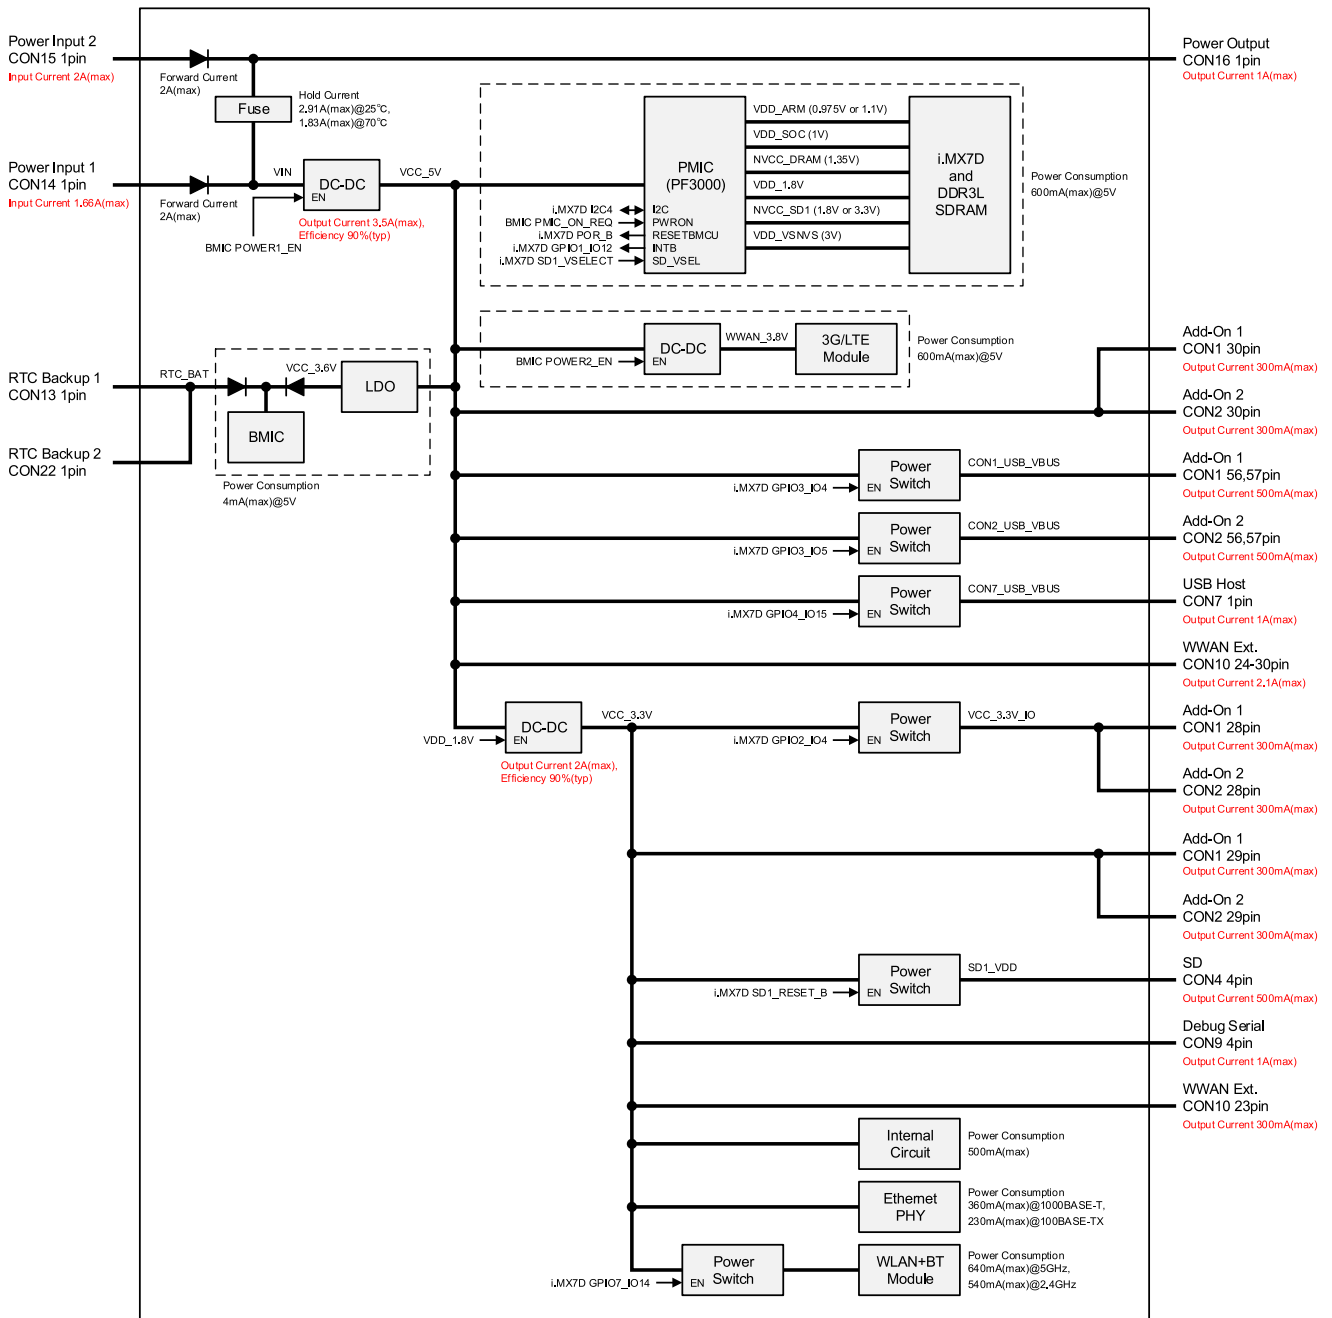 Power Input 2
CON15 1pin
Input Current 2A(max)
Forward Current
2A(max)
Fuse
Hold Current
2.91A(max)@25°C,
1.83A(max)@70°C
Power Output
CON16 1pin
Output Current 1A(max)
Power Input 1
CON14 1pin
Input Current 1.66A(max)
Forward Current
2A(max)
VIN
DC-DC
EN
VCC_5V
BMIC POWER1_EN
Output Current 3.5A(max),
Efficiency 90%(typ)
PMIC
(PF3000)
i.MX7D I2C4
I2C
BMIC PMIC_ON_REQ
PWRON
i.MX7D POR_B
RESETBMCU
i.MX7D GPIO1_IO12
INTB
i.MX7D SD1_VSELECT
SD_VSEL
VDD_ARM (0.975V or 1.1V)
VDD_SOC (1V)
NVCC_DRAM (1.35V)
VDD_1.8V
NVCC_SD1 (1.8V or 3.3V)
VDD_VSNVS (3V)
i.MX7D
and
DDR3L
SDRAM
Power Consumption
600mA(max)@5V
BMIC POWER2_EN
DC-DC
EN
WWAN_3.8V
3G/LTE
Module
Power Consumption
600mA(max)@5V
RTC Backup 1
CON13 1pin
RTC_BAT
VCC_3.6V
LDO
BMIC
RTC Backup 2
CON22 1pin
Power Consumption
4mA(max)@5V
Add-On 1
CON1 30pin
Output Current 300mA(max)
Add-On 2
CON2 30pin
Output Current 300mA(max)
i.MX7D GPIO3_IO4
Power
Switch
EN
CON1_USB_VBUS
Add-On 1
CON1 56,57pin
Output Current 500mA(max)
i.MX7D GPIO3_IO5
Power
Switch
EN
CON2_USB_VBUS
Add-On 2
CON2 56,57pin
Output Current 500mA(max)
i.MX7D GPIO4_IO15
Power
Switch
EN
CON7_USB_VBUS
USB Host
CON7 1pin
Output Current 1A(max)
WWAN Ext.
CON10 24-30pin
Output Current 2.1A(max)
VDD_1.8V
DC-DC
EN
VCC_3.3V
Output Current 2A(max),
Efficiency 90%(typ)
i.MX7D GPIO2_IO4
Power
Switch
EN
VCC_3.3V_IO
Add-On 1
CON1 28pin
Output Current 300mA(max)
Add-On 2
CON2 28pin
Output Current 300mA(max)
Add-On 1
CON1 29pin
Output Current 300mA(max)
Add-On 2
CON2 29pin
Output Current 300mA(max)
i.MX7D SD1_RESET_B
Power
Switch
EN
SD1_VDD
SD
CON4 4pin
Output Current 500mA(max)
Debug Serial
CON9 4pin
Output Current 1A(max)
WWAN Ext.
CON10 23pin
Output Current 300mA(max)
Internal
Circuit
Power Consumption
500mA(max)
Ethernet
PHY
Power Consumption
360mA(max)@1000BASE-T,
230mA(max)@100BASE-TX
i.MX7D GPIO7_IO14
Power
Switch
EN
WLAN+BT
Module
Power Consumption
640mA(max)@5GHz,
540mA(max)@2.4GHz